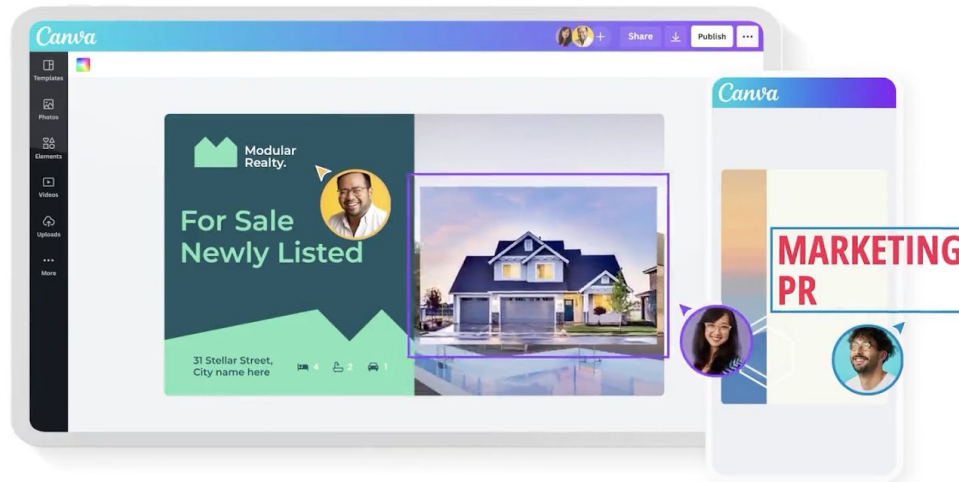 Canva
Share
Publish
Templates
Photos
Elements
Videos
Uploads
More
Modular
Realty.
For Sale
Newly Listed
31 Stellar Street,
City name here
4
2
1
Canva
MARKETING
PR